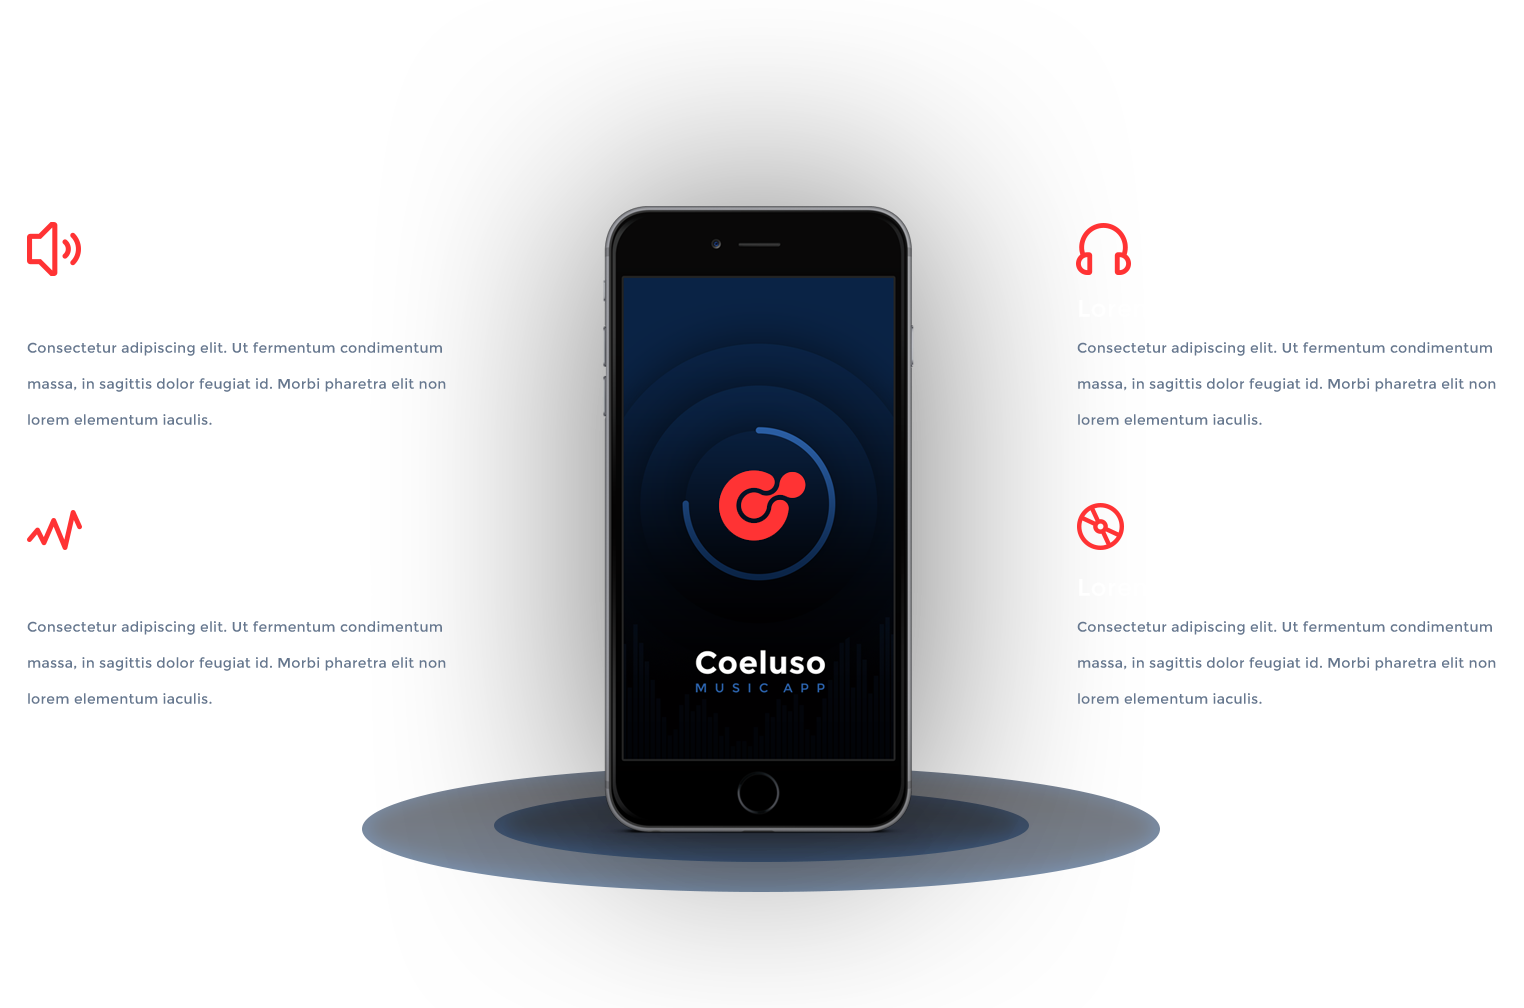 Consectetur adipiscing elit. Ut fermentum condimentum
massa, in sagittis dolor feugiat id. Morbi pharetra elit non
lorem elementum iaculis.
Consectetur adipiscing elit. Ut fermentum condimentum
massa, in sagittis dolor feugiat id. Morbi pharetra elit non
lorem elementum iaculis.
Coeluso
MUSIC APP
Consectetur adipiscing elit. Ut fermentum condimentum
massa, in sagittis dolor feugiat id. Morbi pharetra elit non
lorem elementum iaculis.
Consectetur adipiscing elit. Ut fermentum condimentum
massa, in sagittis dolor feugiat id. Morbi pharetra elit non
lorem elementum iaculis.